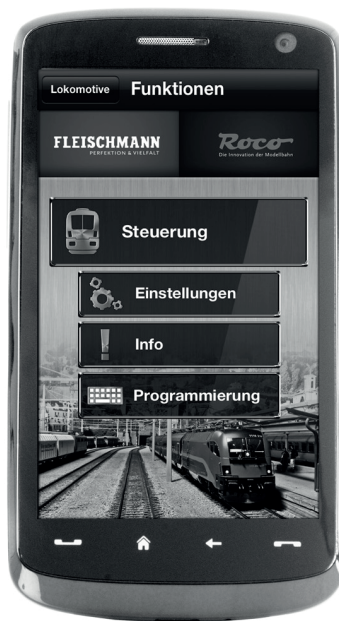 Lokomotive Funktionen
FLEISCHMANN Roco
PERFEKTION & VIELFALT Die Innovation der Modellbahn
Steuerung
Einstellungen
Info
Programmierung